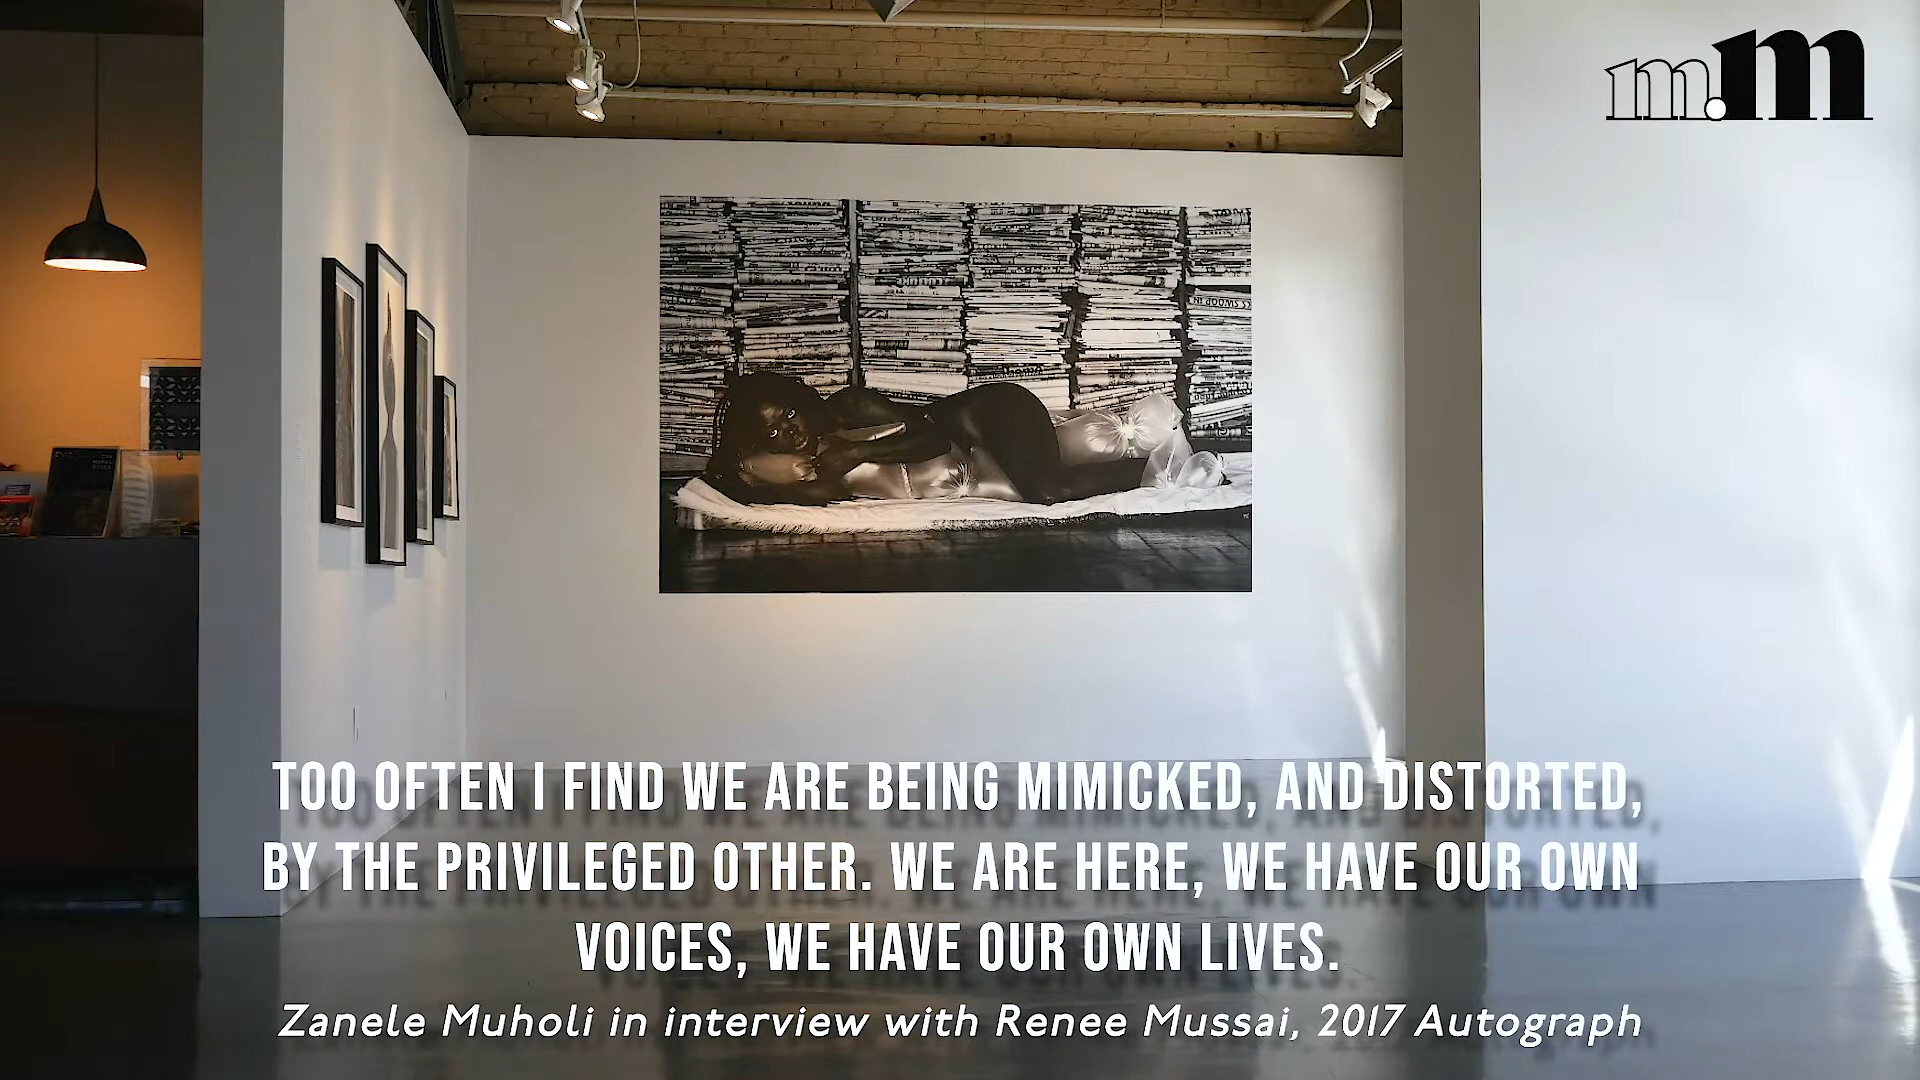 m.m
TOO OFTEN I FIND WE ARE BEING MIMICKED, AND DISTORTED,
BY THE PRIVILEGED OTHER. WE ARE HERE, WE HAVE OUR OWN
VOICES, WE HAVE OUR OWN LIVES.
Zanele Muholi in interview with Renee Mussai, 2017 Autograph